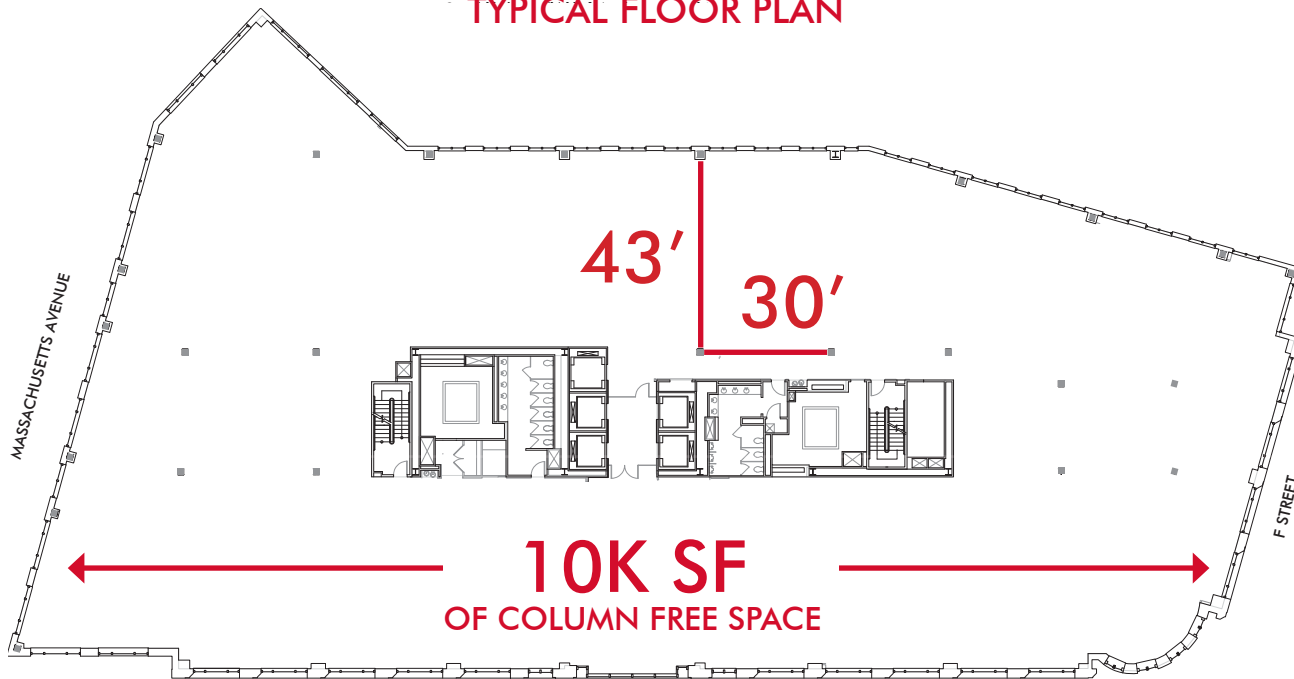 TYPICAL FLOOR PLAN
43′
30′
MASSACHUSETTS AVENUE
F STREET
10K SF
OF COLUMN FREE SPACE